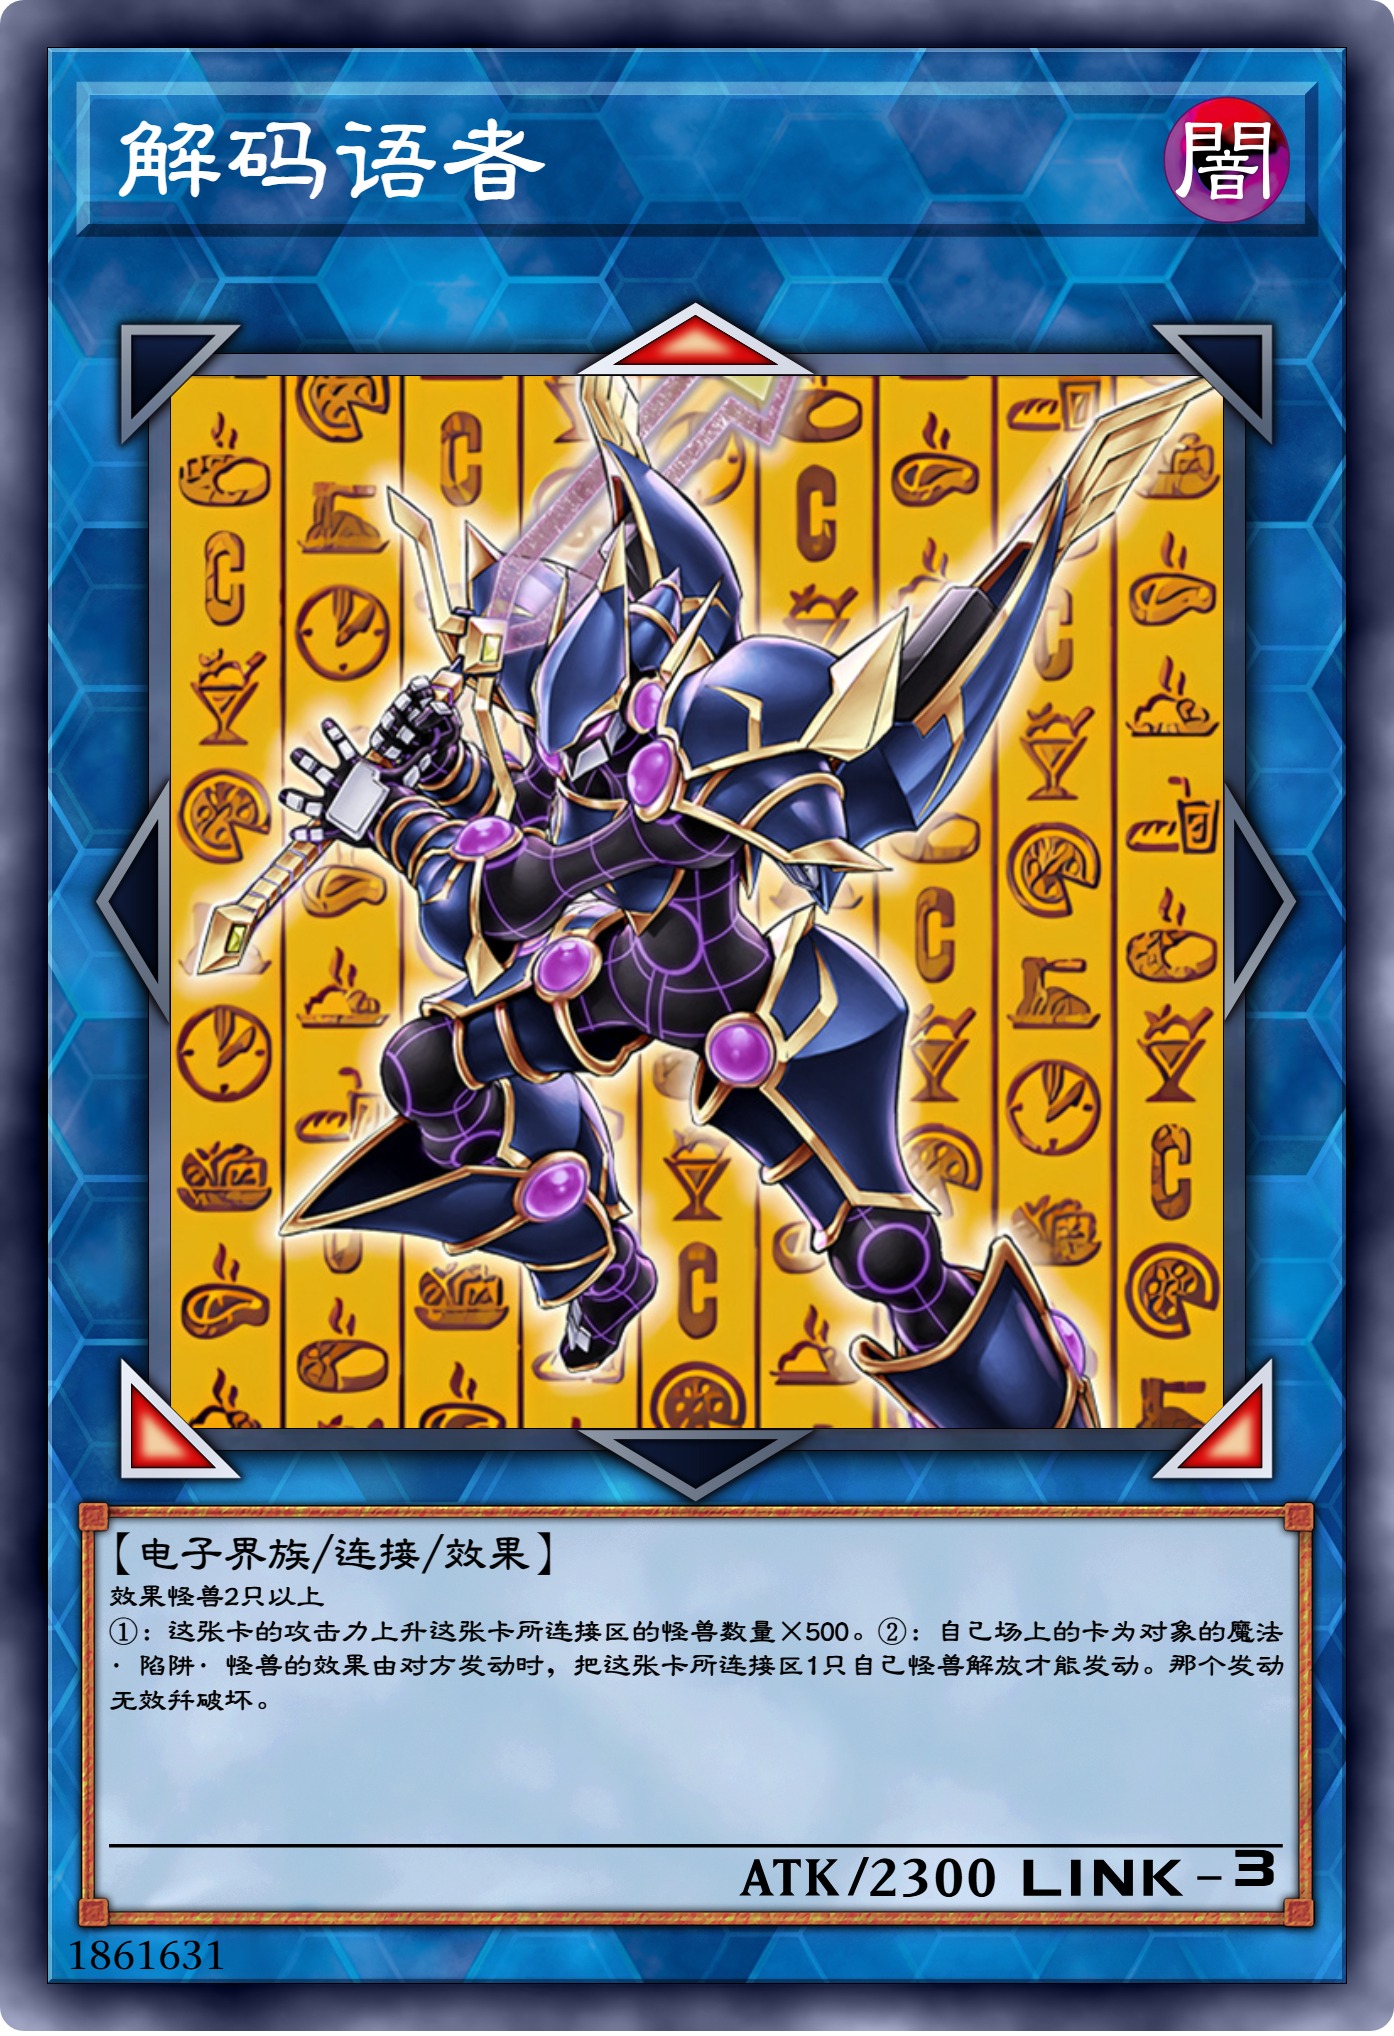 解码语者
闇
【电子界族/连接/效果】
效果怪兽2只以上
①：这张卡的攻击力上升这张卡所连接区的怪兽数量×500。②：自己场上的卡为对象的魔法
·陷阱·怪兽的效果由对方发动时，把这张卡所连接区1只自己怪兽解放才能发动。那个发动
无效并破坏。
ATK/2300 LINK-3
1861631